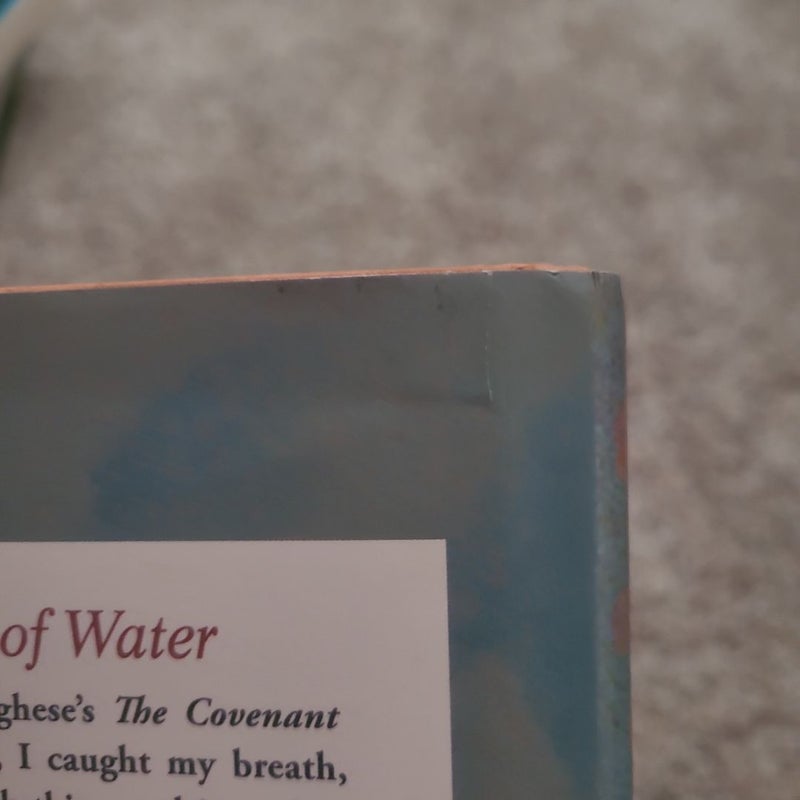 of Water
ghese's The Covenant
, I caught my breath,